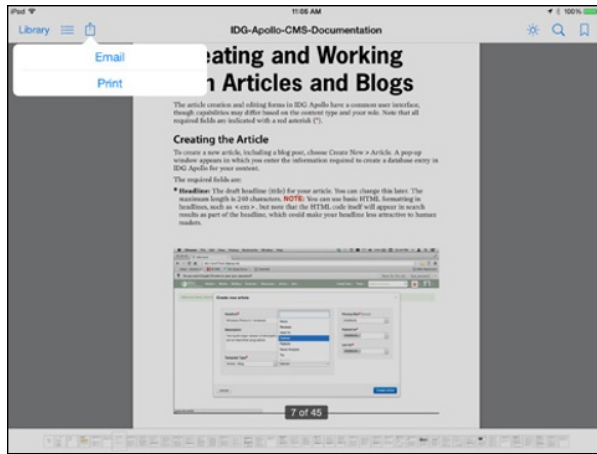 iPad
11:05 AM
100%
Library
IDG-Apollo-CMS-Documentation
Email
Print
eating and Working
n Articles and Blogs
The article creation and editing forms in IDG Apollo have a common user interface,
though capabilities may differ based on the content type and your role. Note that all
required fields are indicated with a red asterisk (*).
Creating the Article
To create a new article, including a blog post, choose Create New > Article. A pop-up
window appears in which you enter the information required to create a database entry in
IDG Apollo for your content.
The required fields are:
* Headline: The draft headline (title) for your article. You can change this later. The
maximum length is 240 characters. NOTE: You can use basic HTML formatting in
headlines, such as <em>, but note that the HTML code itself will appear in search
results as part of the headline, which could make your headline less attractive to human
readers.
Create new article
7 of 45